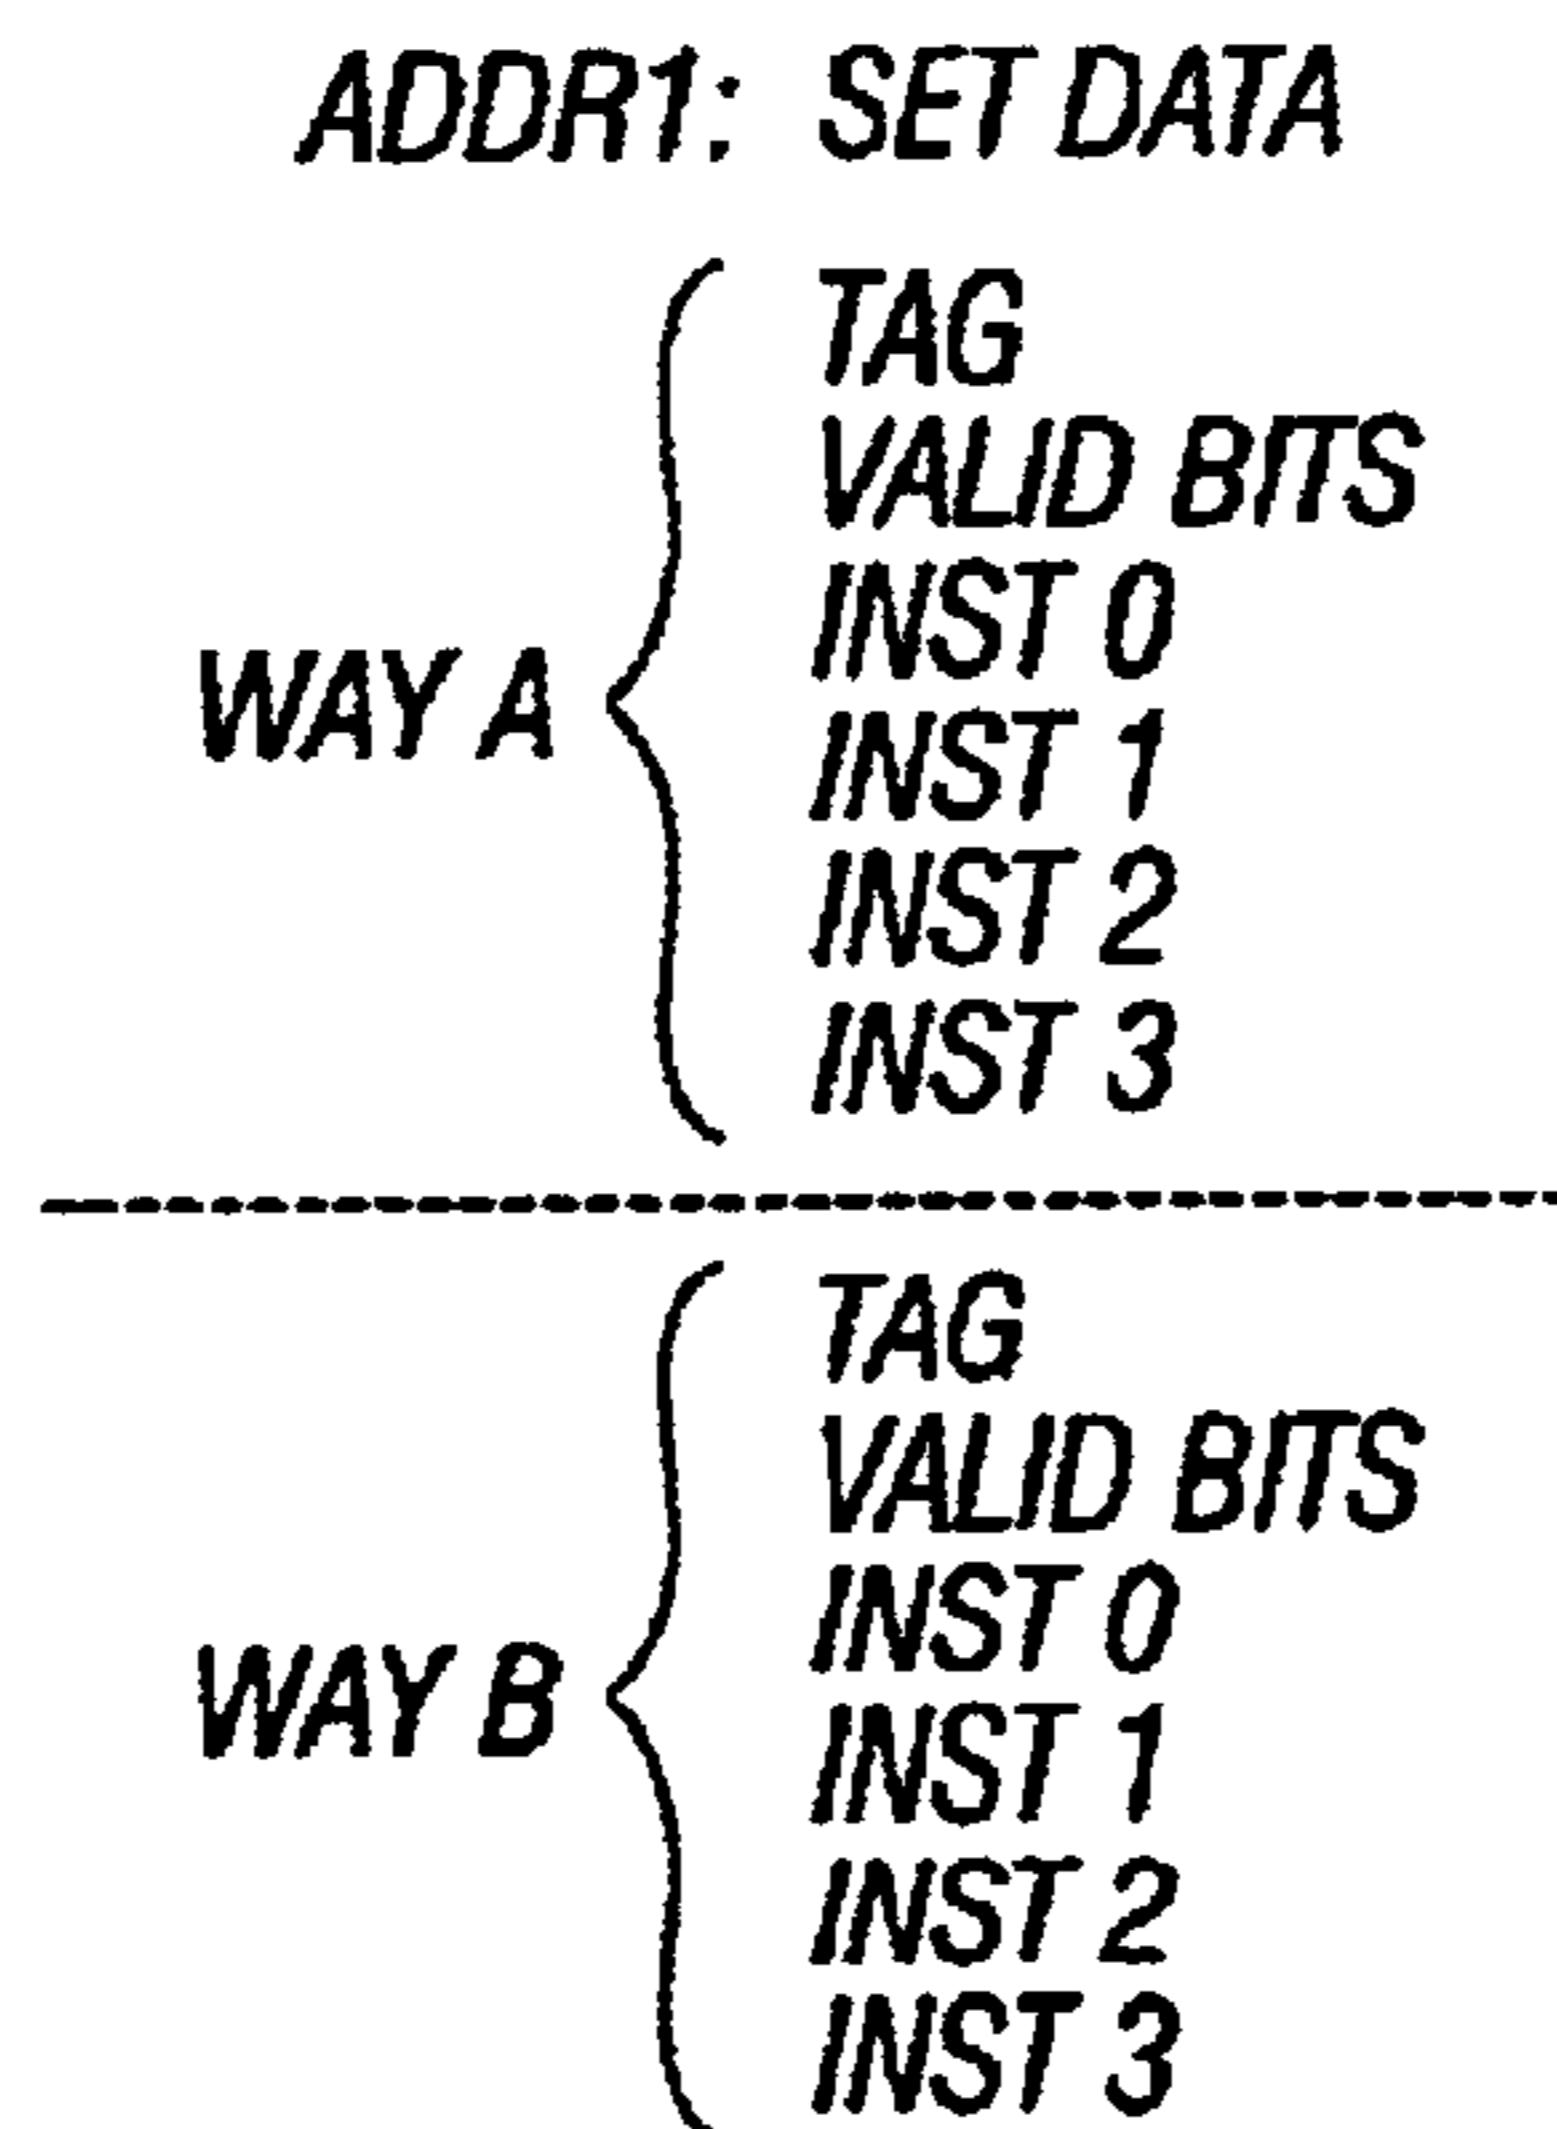 ADDR1: SET DATA
TAG
VALID BITS
INST 0
WAY A
INST 1
INST 2
INST 3
TAG
VALID BITS
INST 0
WAY B
INST 1
INST 2
INST 3